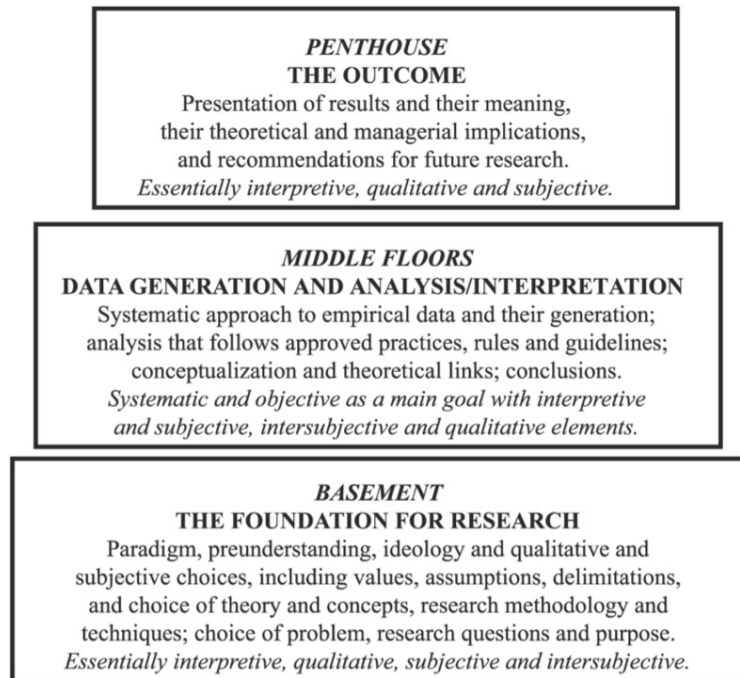 PENTHOUSE
THE OUTCOME
Presentation of results and their meaning,
their theoretical and managerial implications,
and recommendations for future research.
Essentially interpretive, qualitative and subjective.
MIDDLE FLOORS
DATA GENERATION AND ANALYSIS/INTERPRETATION
Systematic approach to empirical data and their generation;
analysis that follows approved practices, rules and guidelines;
conceptualization and theoretical links; conclusions.
Systematic and objective as a main goal with interpretive
and subjective, intersubjective and qualitative elements.
BASEMENT
THE FOUNDATION FOR RESEARCH
Paradigm, preunderstanding, ideology and qualitative and
subjective choices, including values, assumptions, delimitations,
and choice of theory and concepts, research methodology and
techniques; choice of problem, research questions and purpose.
Essentially interpretive, qualitative, subjective and intersubjective.